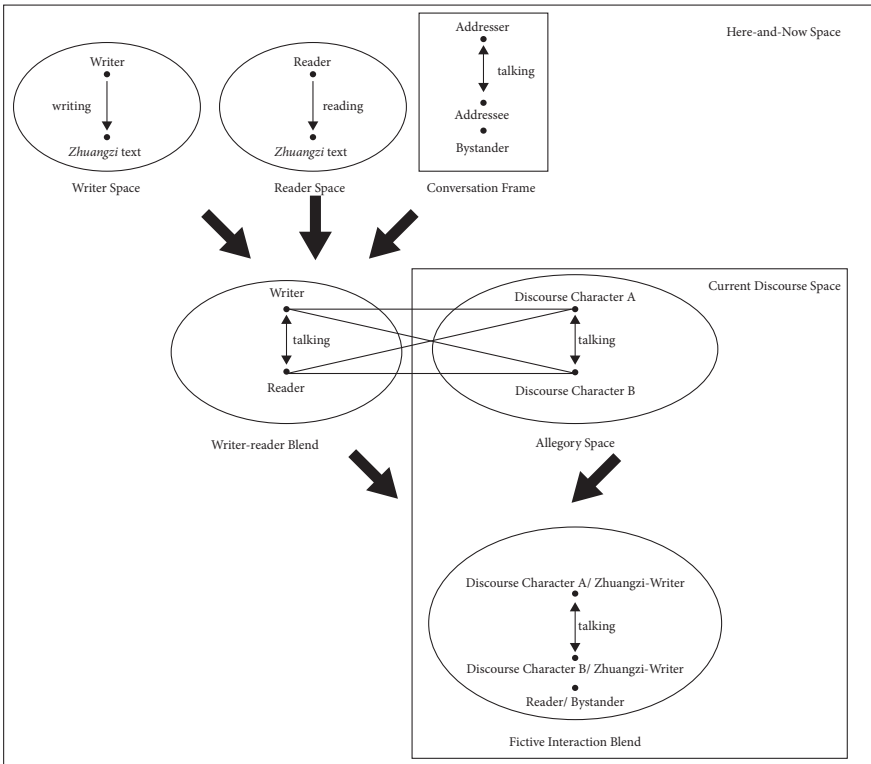 Here-and-Now Space
Writer
writing
Zhuangzi text
Writer Space
Reader
reading
Zhuangzi text
Reader Space
Addresser
talking
Addressee
Bystander
Conversation Frame
Writer
talking
Reader
Writer-reader Blend
Current Discourse Space
Discourse Character A
talking
Discourse Character B
Allegory Space
Discourse Character A/ Zhuangzi-Writer
talking
Discourse Character B/ Zhuangzi-Writer
Reader/ Bystander
Fictive Interaction Blend